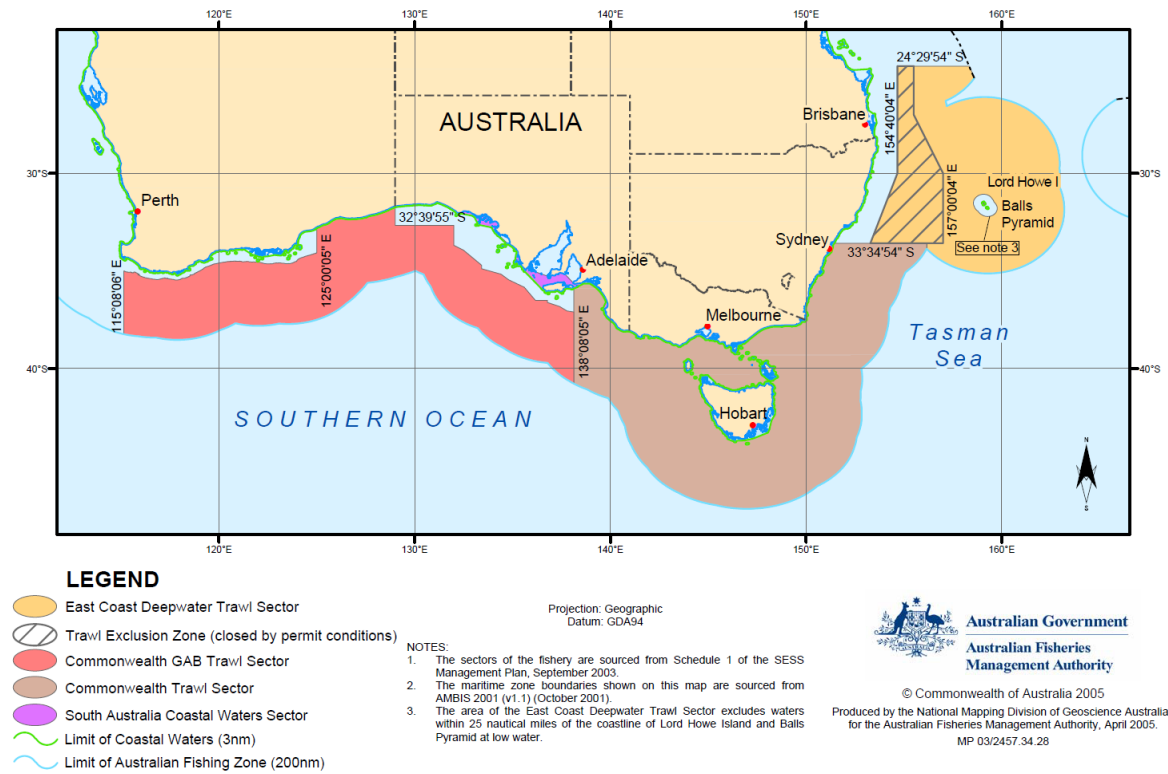 120°E
130°E
140°E
150°E
160°E
24°29'54" S
154°40'04" E
Brisbane
AUSTRALIA
30°S
30°S
157°00'04" E
Lord Howe I
Balls
Pyramid
Perth
32°39'55" S
See note 3
Sydney
33°34'54" S
Adelaide
115°08'06" E
125°00'05" E
138°08'05" E
Melbourne
Tasman
Sea
40°S
40°S
Hobart
SOUTHERN OCEAN
N
S
120°E
130°E
140°E
150°E
160°E
LEGEND
East Coast Deepwater Trawl Sector
Trawl Exclusion Zone (closed by permit conditions)
Commonwealth GAB Trawl Sector
Commonwealth Trawl Sector
South Australia Coastal Waters Sector
Limit of Coastal Waters (3nm)
Limit of Australian Fishing Zone (200nm)
Projection: Geographic
Datum: GDA94
NOTES:
1. The sectors of the fishery are sourced from Schedule 1 of the SESS
Management Plan, September 2003.
2. The maritime zone boundaries shown on this map are sourced from
AMBIS 2001 (v1.1) (October 2001).
3. The area of the East Coast Deepwater Trawl Sector excludes waters
within 25 nautical miles of the coastline of Lord Howe Island and Balls
Pyramid at low water.
Australian Government
Australian Fisheries
Management Authority
© Commonwealth of Australia 2005
Produced by the National Mapping Division of Geoscience Australia
for the Australian Fisheries Management Authority, April 2005.
MP 03/2457.34.28